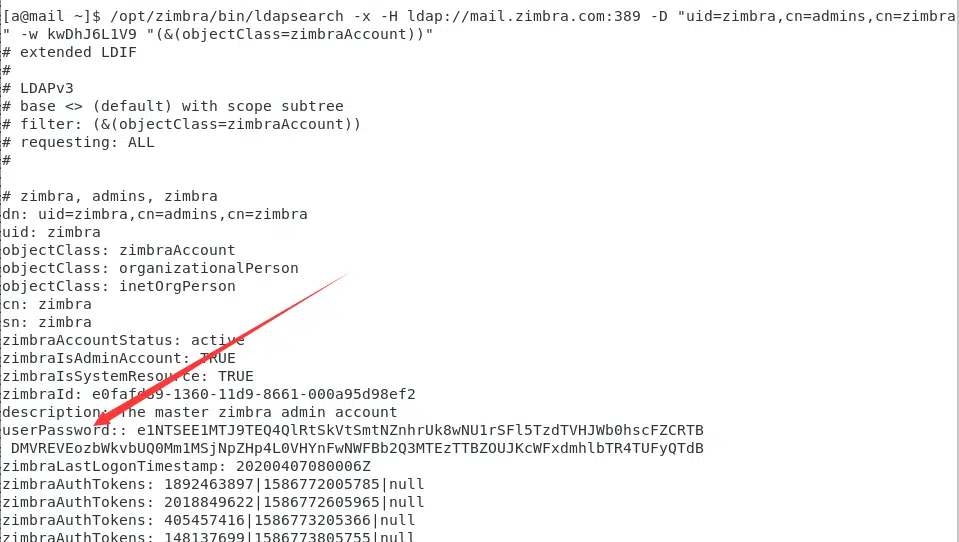 [a@mail ~]$ /opt/zimbra/bin/ldapsearch -x -H ldap://mail.zimbra.com:389 -D "uid=zimbra,cn=admins,cn=zimbra
" -w kwDhJ6L1V9 "(&(objectClass=zimbraAccount))"
# extended LDIF
#
# LDAPv3
# base <> (default) with scope subtree
# filter: (&(objectClass=zimbraAccount))
# requesting: ALL
#
# zimbra, admins, zimbra
dn: uid=zimbra,cn=admins,cn=zimbra
uid: zimbra
objectClass: zimbraAccount
objectClass: organizationalPerson
objectClass: inetOrgPerson
cn: zimbra
sn: zimbra
zimbraAccountStatus: active
zimbraIsAdminAccount: TRUE
zimbraIsSystemResource: TRUE
zimbraId: e0fafd89-1360-11d9-8661-000a95d98ef2
description: The master zimbra admin account
userPassword:: e1NTSEE1MTJ9TEQ4QlRtSkVtSmtNZnhrUk8wNU1rSFl5TzdTVHJWb0hscFZCRTB
DMVREVEozbWkvbUQ0Mm1MSjNpZHp4L0VHYnFwNWFBb2Q3MTEzTTBZOUJKcWFxdmhlbTR4TUFyQTdB
zimbraLastLogonTimestamp: 20200407080006Z
zimbraAuthTokens: 1892463897|1586772005785|null
zimbraAuthTokens: 2018849622|1586772605965|null
zimbraAuthTokens: 405457416|1586773205366|null
zimbraAuthTokens: 148137699|1586773805755|null